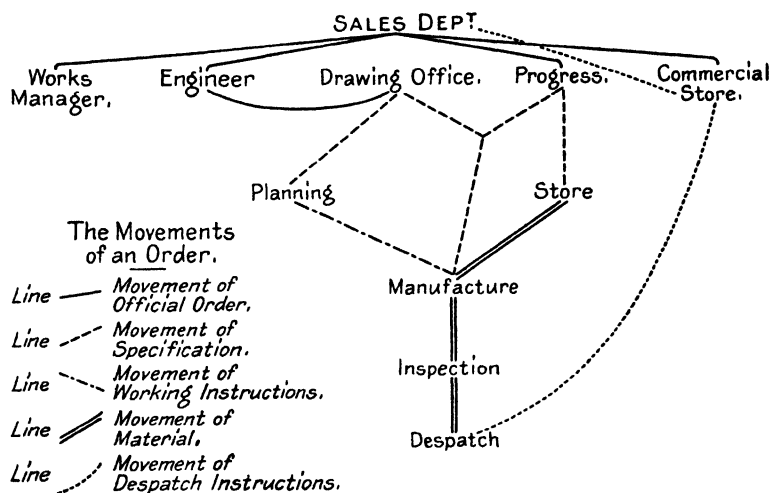 SALES DEPT
Works Manager.
Engineer
Drawing Office.
Progress.
Commercial Store.
Planning
Store
The Movements
of an Order.
Manufacture
Line Movement of
Official Order.
Line Movement of
Specification.
Inspection
Line Movement of
Working Instructions.
Line Movement of
Material.
Despatch
Line Movement of
Despatch Instructions.